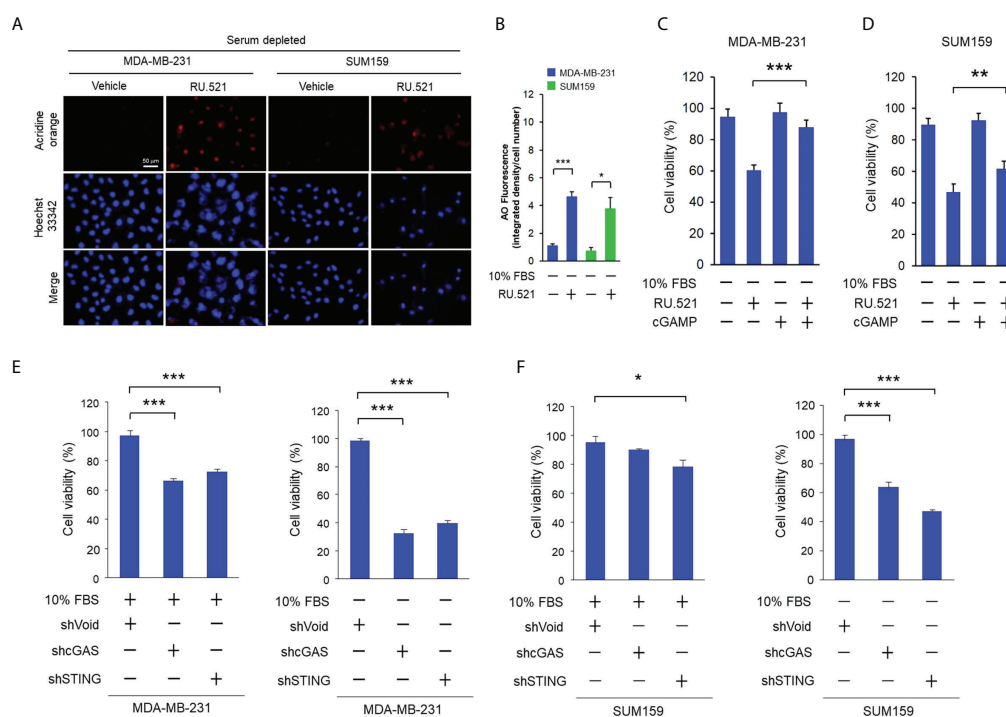 A
Serum depleted
MDA-MB-231 SUM159
Vehicle RU.521 Vehicle RU.521
Acridine
orange
50 µm
Hoechst
33342
Merge
B
MDA-MB-231
SUM159
AO Fluorescence
(integrated density/cell number)
14
12
10
8
6
4
2
0
*** *
10% FBS − − − −
RU.521 − + − +
C
MDA-MB-231
Cell viability (%)
120
100
80
60
40
20
0
***
10% FBS
RU.521 − + − +
cGAMP − − + +
D
SUM159
Cell viability (%)
120
100
80
60
40
20
0
**
10% FBS
RU.521 − + − +
cGAMP − − + +
E
Cell viability (%)
0
20
40
60
80
100
120
***
***
10% FBS + + +
shVoid + − −
shcGAS − + −
shSTING − − +
MDA-MB-231
Cell viability (%)
100
80
60
40
20
0
***
***
10% FBS − − −
shVoid + − −
shcGAS − + −
shSTING − − +
MDA-MB-231
F
Cell viability (%)
100
80
60
40
20
0
*
10% FBS + + +
shVoid + − −
shcGAS − + −
shSTING − − +
SUM159
Cell viability (%)
0
20
40
60
80
100
120
***
***
10% FBS − − −
shVoid + − −
shcGAS − + −
shSTING − − +
SUM159